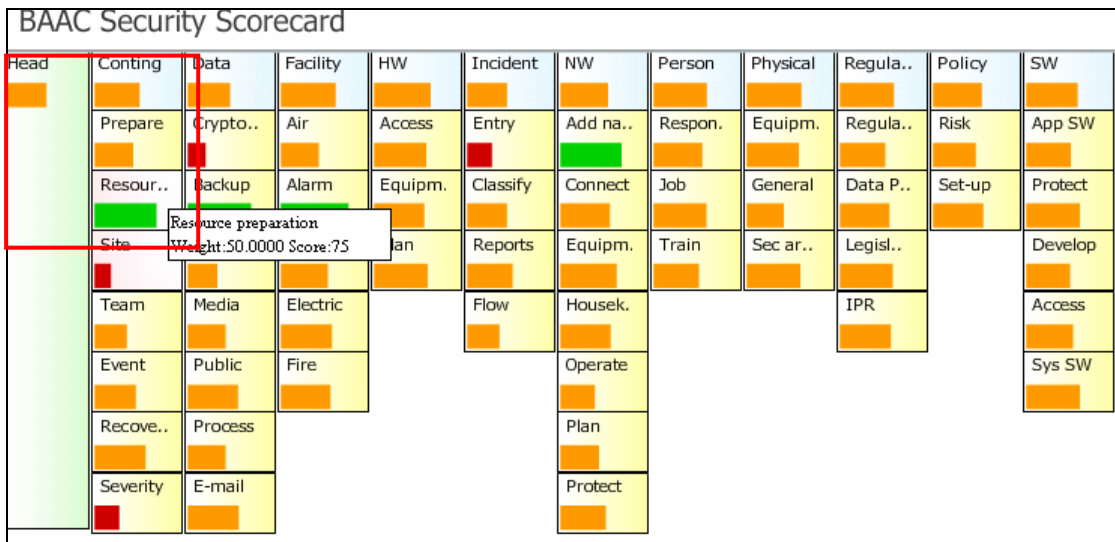 BAAC Security Scorecard
Head Conting Data Facility HW Incident NW Person Physical Regula.. Policy SW
Prepare Crypto.. Air Access Entry Add na.. Respon. Equipm. Regula.. Risk App SW
Resour.. Backup Alarm Equipm. Classify Connect Job General Data P.. Set-up Protect
Resource preparation
Weight:50.0000 Score:75
Site Reports Equipm. Train Sec ar.. Legisl.. Develop
Team Media Electric Flow Housek. IPR Access
Event Public Fire Operate Sys SW
Recove.. Process Plan
Severity E-mail Protect